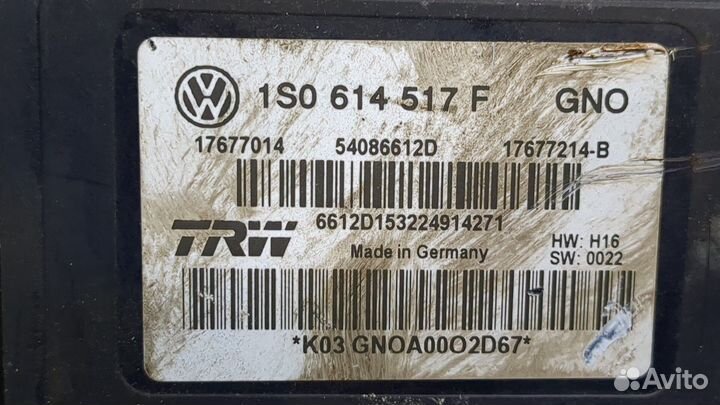 VW 1S0 614 517 F GNO
17677014 54086612D 17677214-B
6612D153224914271
TRW Made in Germany HW: H16
SW: 0022
*K03 GNOA00O2D67*
Avito